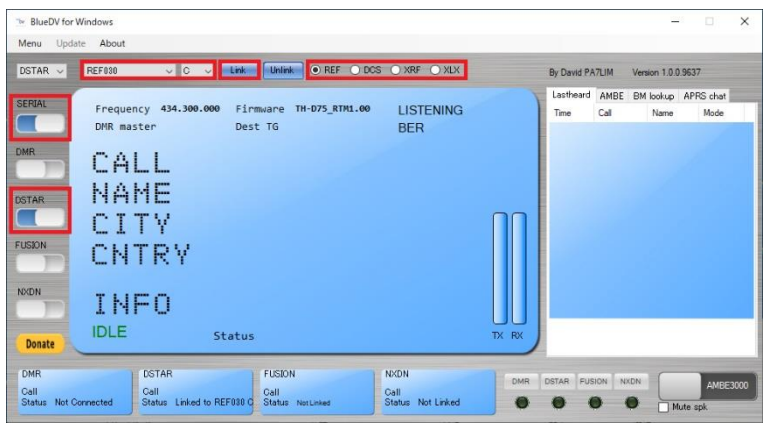 BlueDV for Windows
Menu Update About
DSTAR REF030 C Link Unlink REF DCS XRF XLX By David PA7LIM Version 1.0.0.9637
SERIAL
DMR
DSTAR
FUSION
NXDN
Donate
Frequency 434.300.000 Firmware TH-D75_RTM1.00 LISTENING
DMR master Dest TG BER
CALL
NAME
CITY
CNTRY
INFO
IDLE Status TX RX
Lastheard AMBE BM lookup APRS chat
Time Call Name Mode
DMR
Call
Status Not Connected
DSTAR
Call
Status Linked to REF030 C
FUSION
Call
Status Not Linked
NXDN
Call
Status Not Linked
DMR DSTAR FUSION NXDN
AMBE3000
Mute spk.